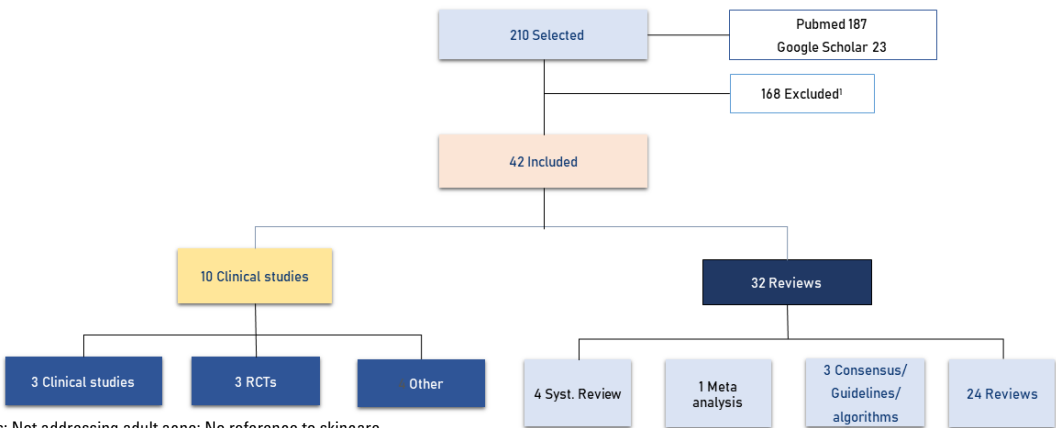 210 Selected
Pubmed 187
Google Scholar 23
168 Excluded¹
42 Included
10 Clinical studies
32 Reviews
3 Clinical studies
3 RCTs
Other
4 Syst. Review
1 Meta
analysis
3 Consensus/
Guidelines/
algorithms
24 Reviews
Not addressing adult acne; No reference to skincare